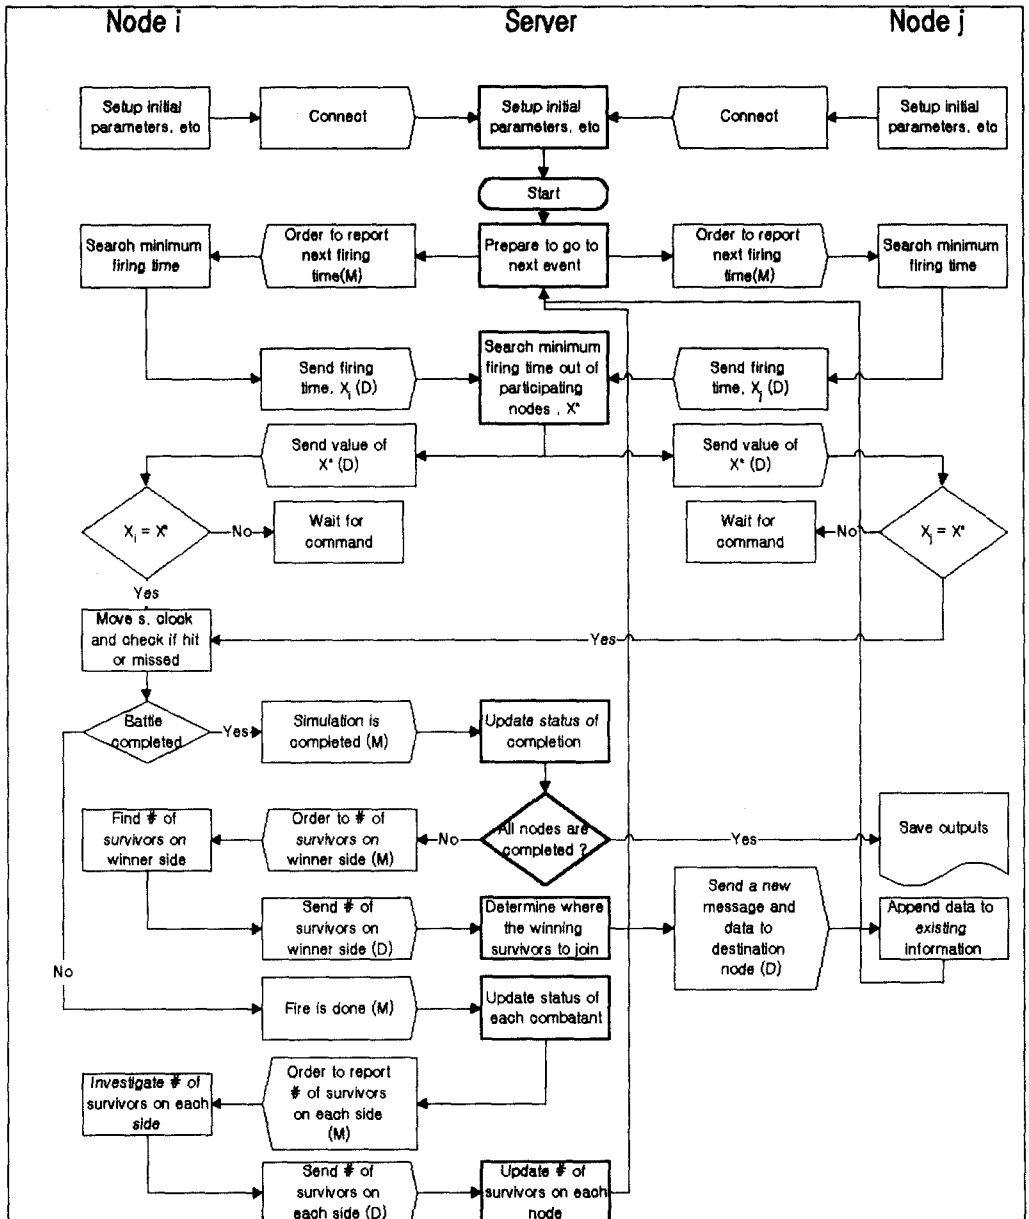 Node i
Server
Node j
Setup initial
parameters, etc
Connect
Setup initial
parameters, etc
Connect
Setup initial
parameters, etc
Start
Search minimum
firing time
Order to report
next firing
time(M)
Prepare to go to
next event
Order to report
next firing
time(M)
Search minimum
firing time
Send firing
time, Xi (D)
Search minimum
firing time out of
participating
nodes , X*
Send firing
time, Xj (D)
Send value of
X* (D)
Send value of
X* (D)
Xi = X*
No
Wait for
command
Wait for
command
No
Xj = X*
Yes
Move s, clock
and check if hit
or missed
Yes
Battle
completed
Yes
Simulation is
completed (M)
Update status of
completion
Find # of
survivors on
winner side
Order to # of
survivors on
winner side (M)
No
All nodes are
completed ?
Yes
Save outputs
Send # of
survivors on
winner side (D)
Determine where
the winning
survivors to join
Send a new
message and
data to
destination
node (D)
Append data to
existing
information
No
Fire is done (M)
Update status of
each combatant
Investigate # of
survivors on each
side
Order to report
# of survivors
on each side
(M)
Send # of
survivors on
each side (D)
Update # of
survivors on each
node